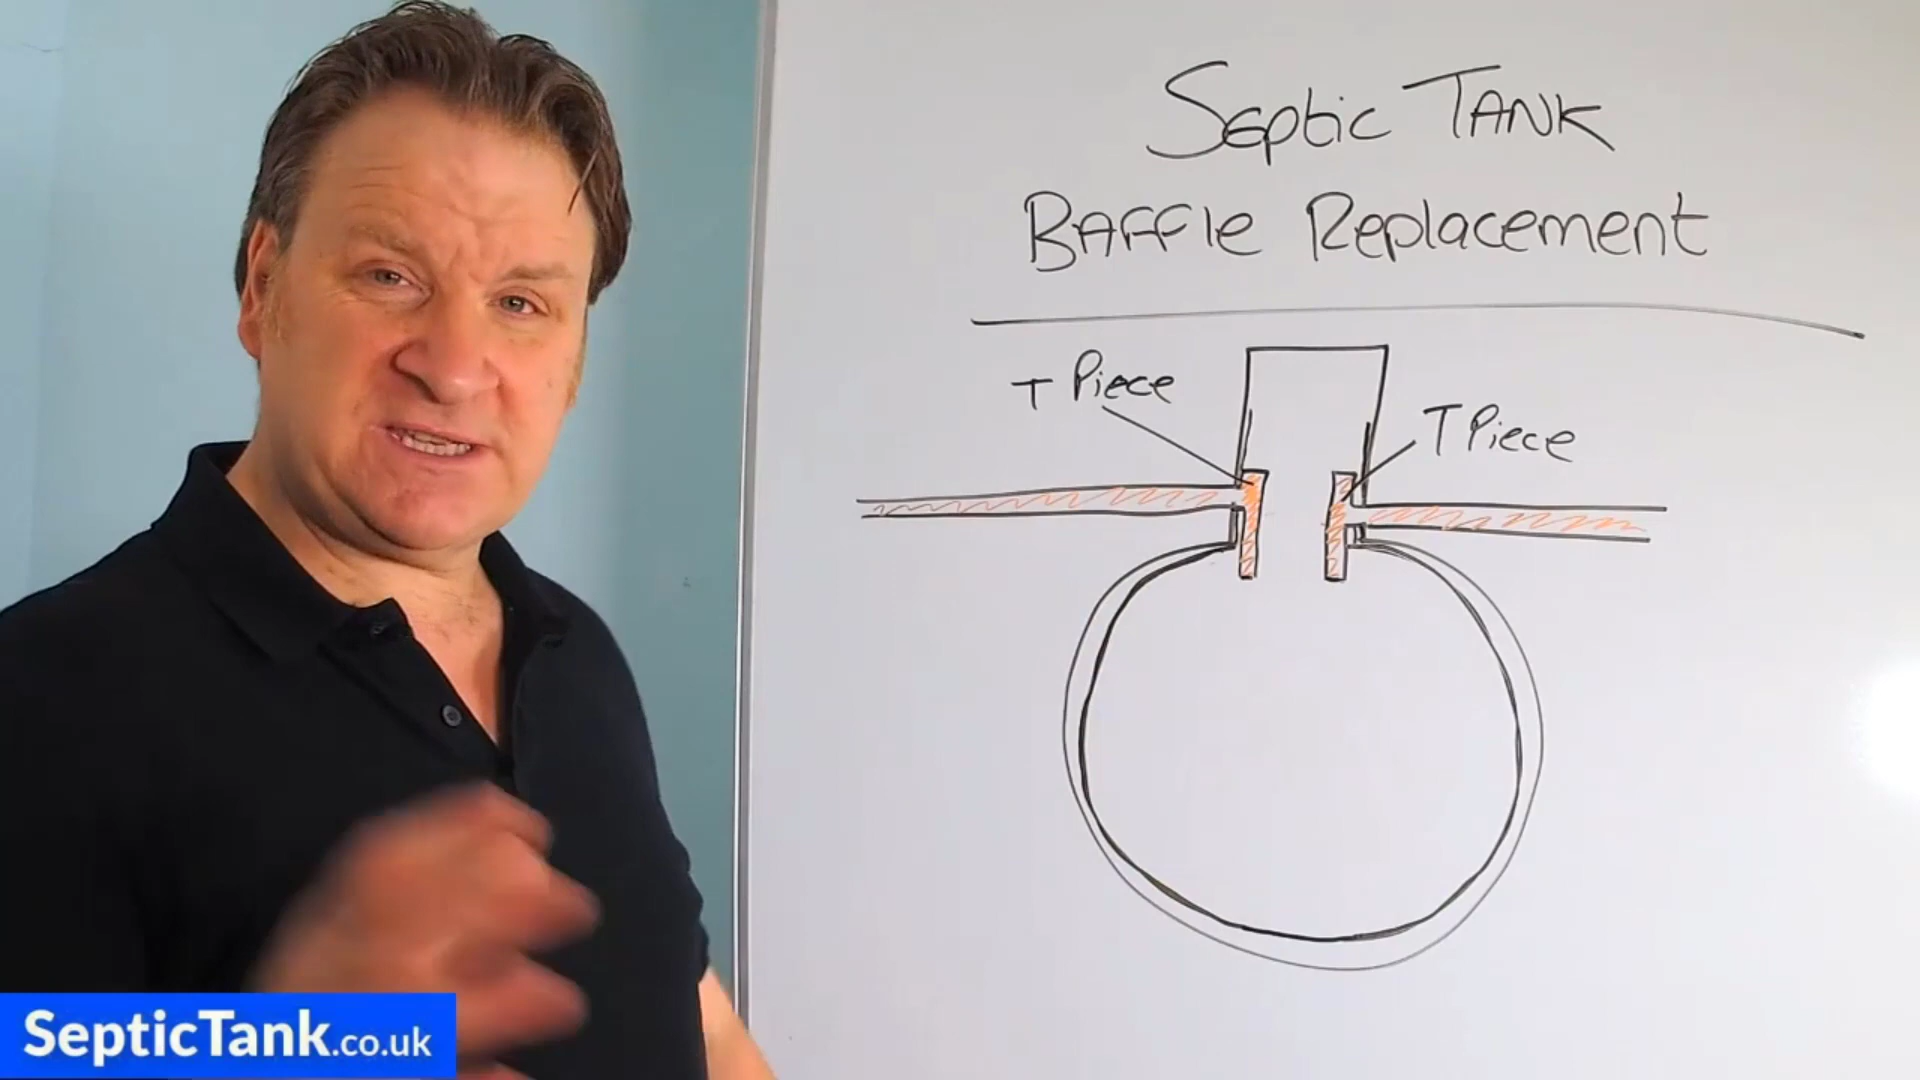 Septic TANK
BAFFLE Replacement
T Piece
T Piece
SepticTank.co.uk